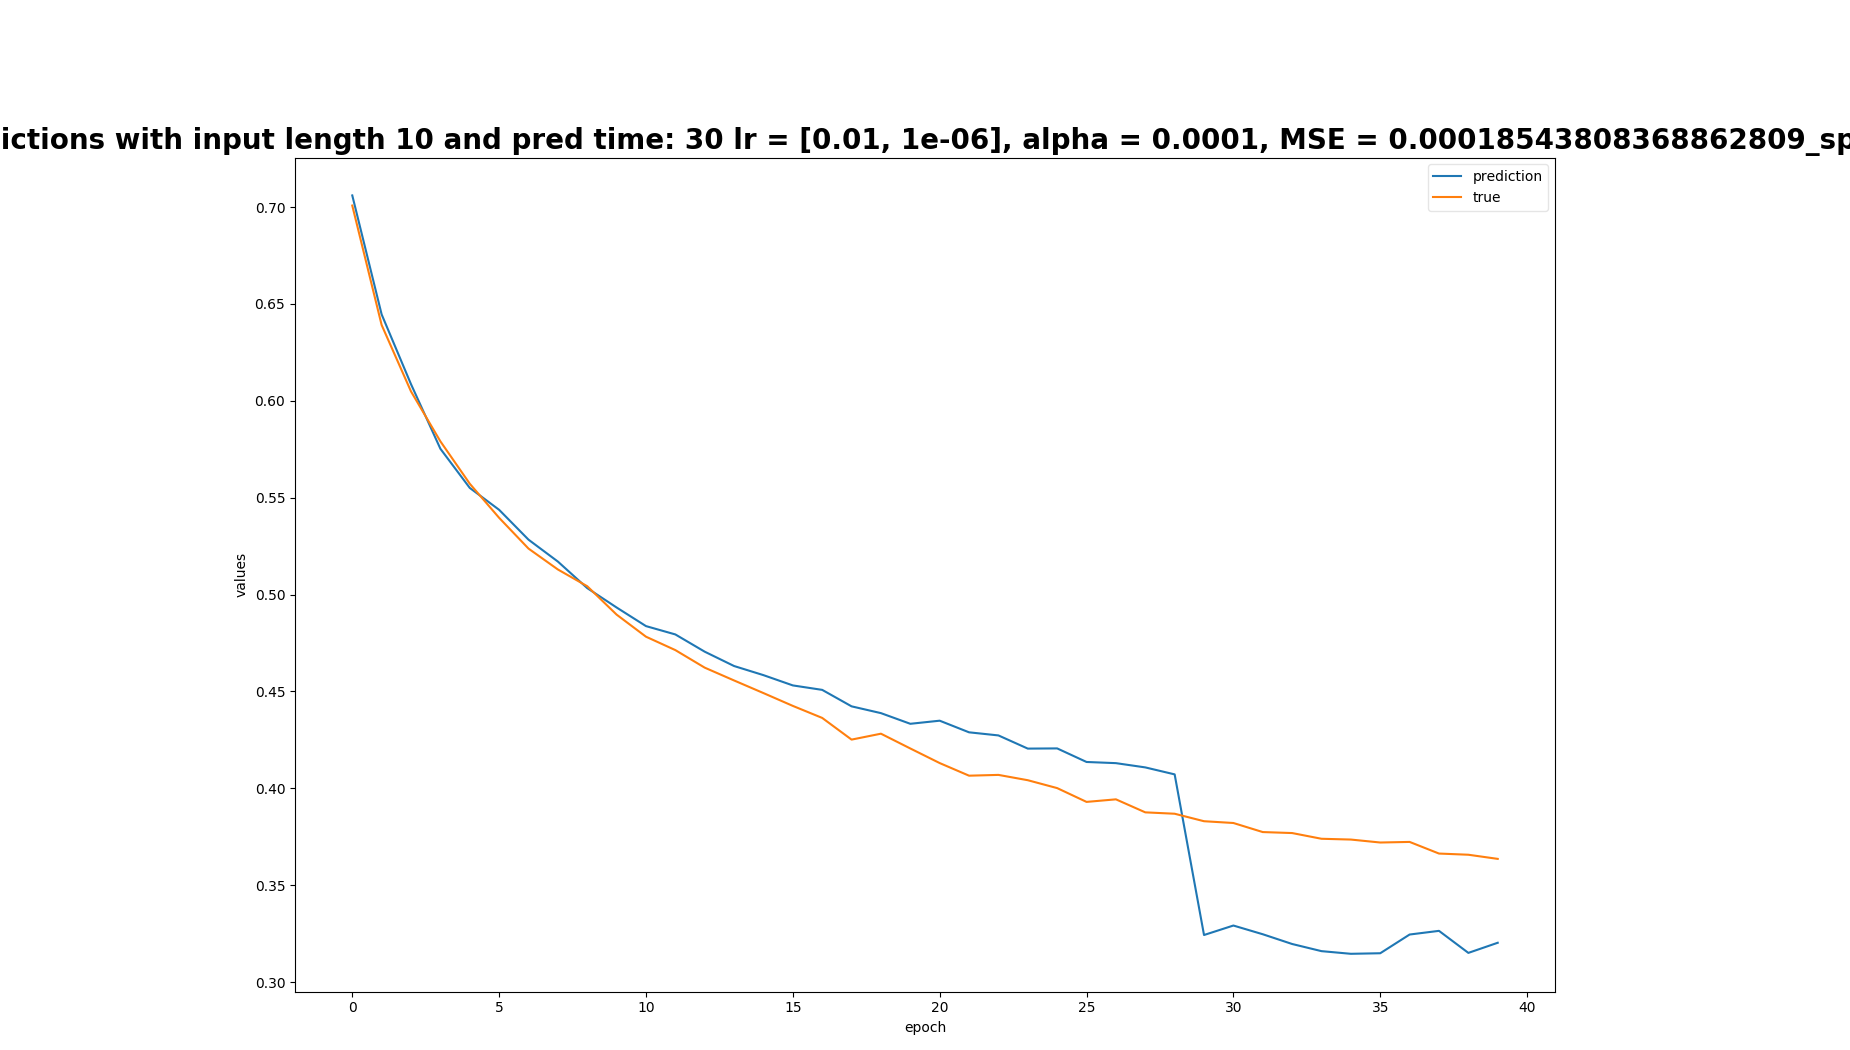 ictions with input length 10 and pred time: 30 lr = [0.01, 1e-06], alpha = 0.0001, MSE = 0.00018543808368862809_sp
prediction
true
0.70
0.65
0.60
0.55
0.50
0.45
0.40
0.35
0.30
values
0 5 10 15 20 25 30 35 40
epoch